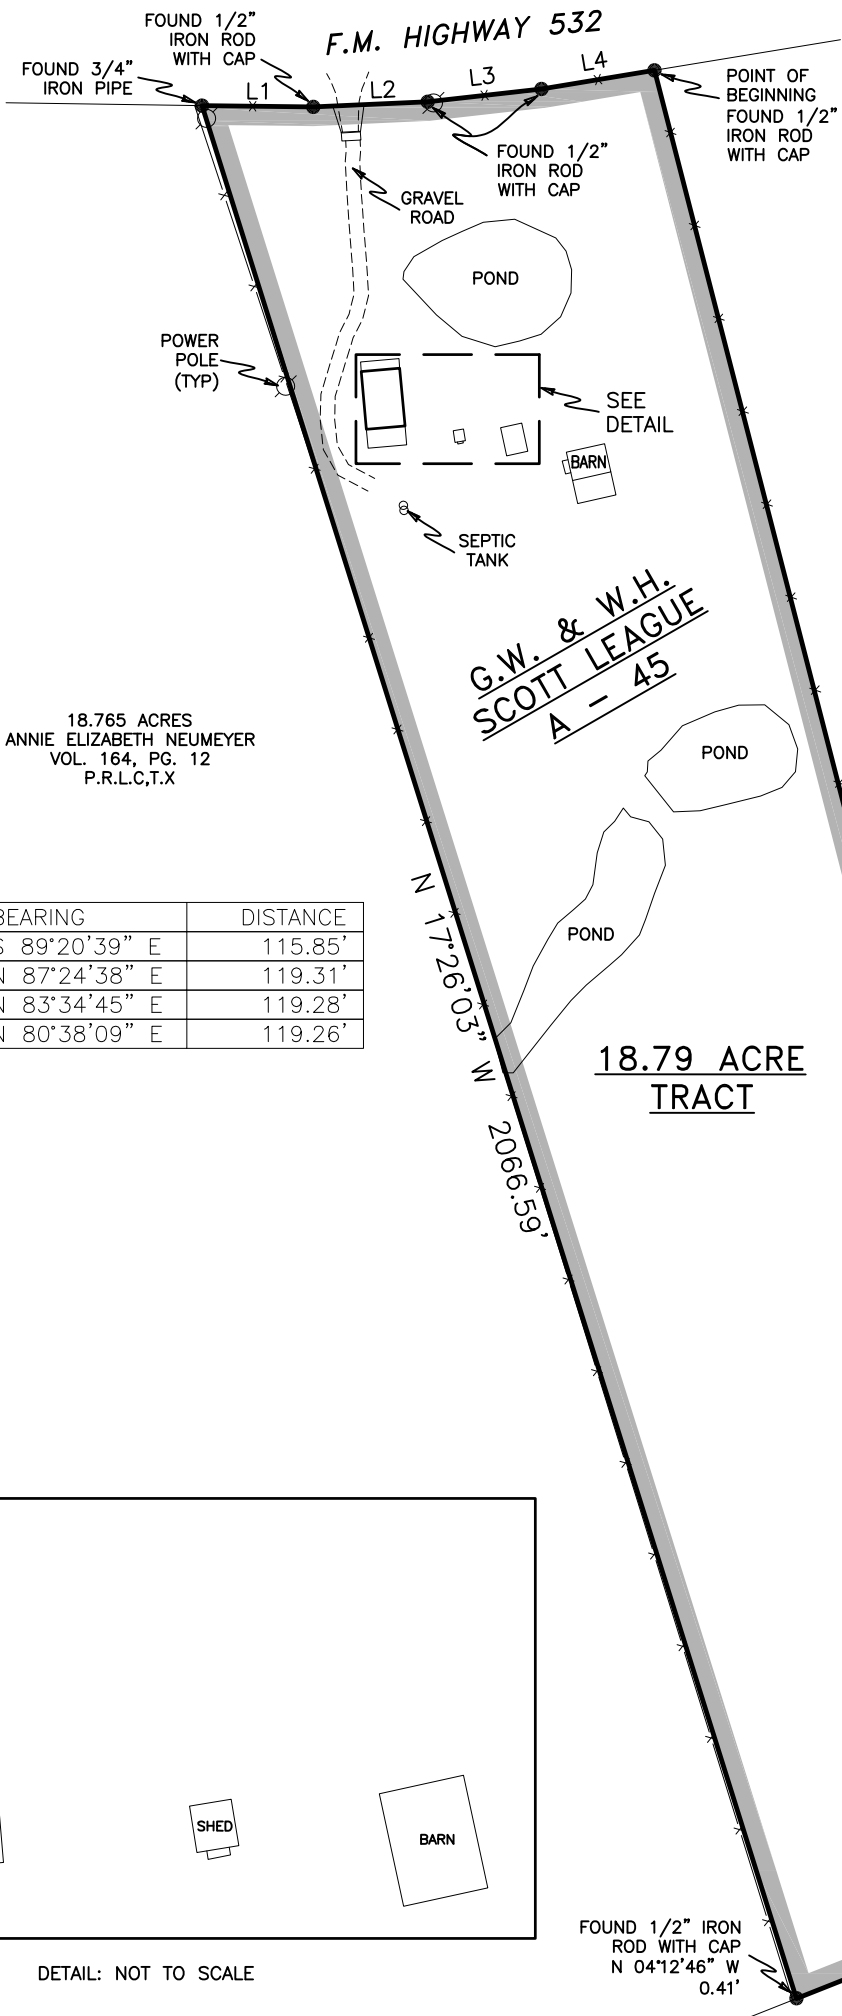 F.M. HIGHWAY 532
FOUND 1/2"
IRON ROD
WITH CAP
FOUND 3/4"
IRON PIPE
L1
L2
L3
L4
POINT OF
BEGINNING
FOUND 1/2"
IRON ROD
WITH CAP
FOUND 1/2"
IRON ROD
WITH CAP
GRAVEL
ROAD
POND
POWER
POLE
(TYP)
SEE
DETAIL
BARN
SEPTIC
TANK
G.W. & W.H.
SCOTT LEAGUE
A - 45
18.765 ACRES
ANNIE ELIZABETH NEUMEYER
VOL. 164, PG. 12
P.R.L.C,T.X
POND
POND
BEARING DISTANCE
S 89°20'39" E 115.85'
N 87°24'38" E 119.31'
N 83°34'45" E 119.28'
N 80°38'09" E 119.26'
N 17°26'03" W 2066.59'
18.79 ACRE
TRACT
SHED
BARN
DETAIL: NOT TO SCALE
FOUND 1/2" IRON
ROD WITH CAP
N 04°12'46" W
0.41'